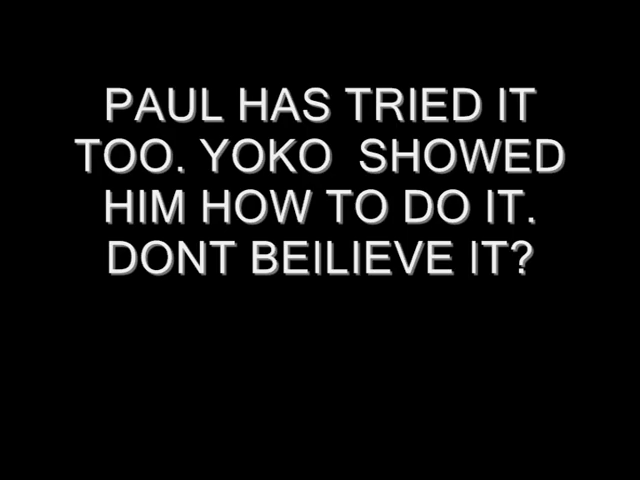 PAUL HAS TRIED IT
TOO. YOKO  SHOWED
HIM HOW TO DO IT.
DONT BEILIEVE IT?